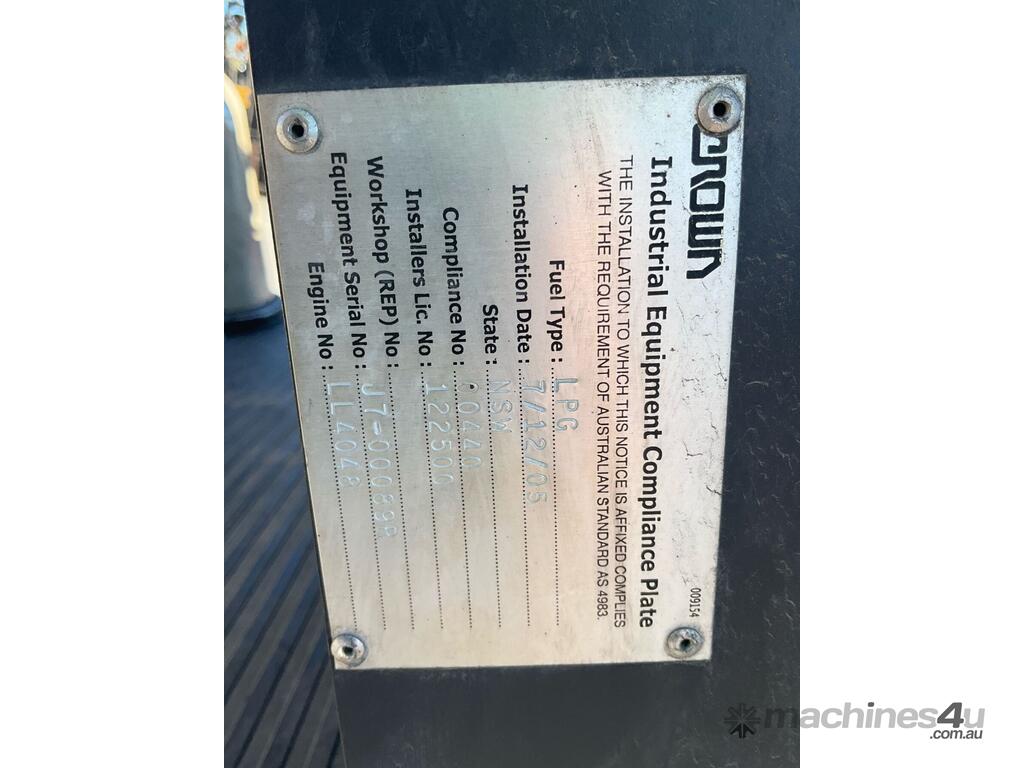 CROWN
009154
Industrial Equipment Compliance Plate
THE INSTALLATION TO WHICH THIS NOTICE IS AFFIXED COMPLIES
WITH THE REQUIREMENT OF AUSTRALIAN STANDARD AS 4983.
Fuel Type : LPG
Installation Date : 7/12/05
State : NSW
Compliance No :
Installers Lic. No : 122500
Workshop (REP) No :
Equipment Serial No :
Engine No : LL4048
machines4u
.com.au